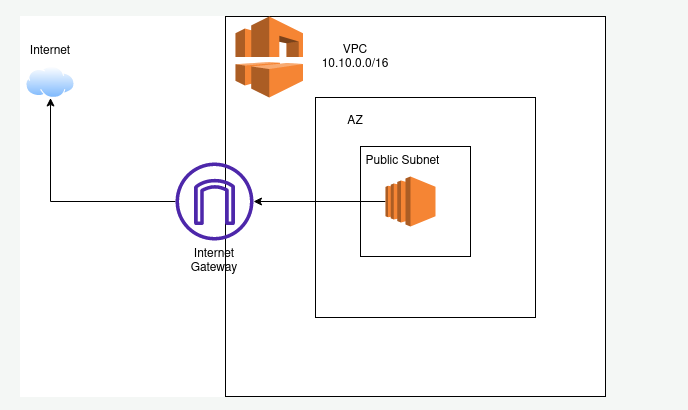 Internet
VPC
10.10.0.0/16
AZ
Public Subnet
Internet
Gateway